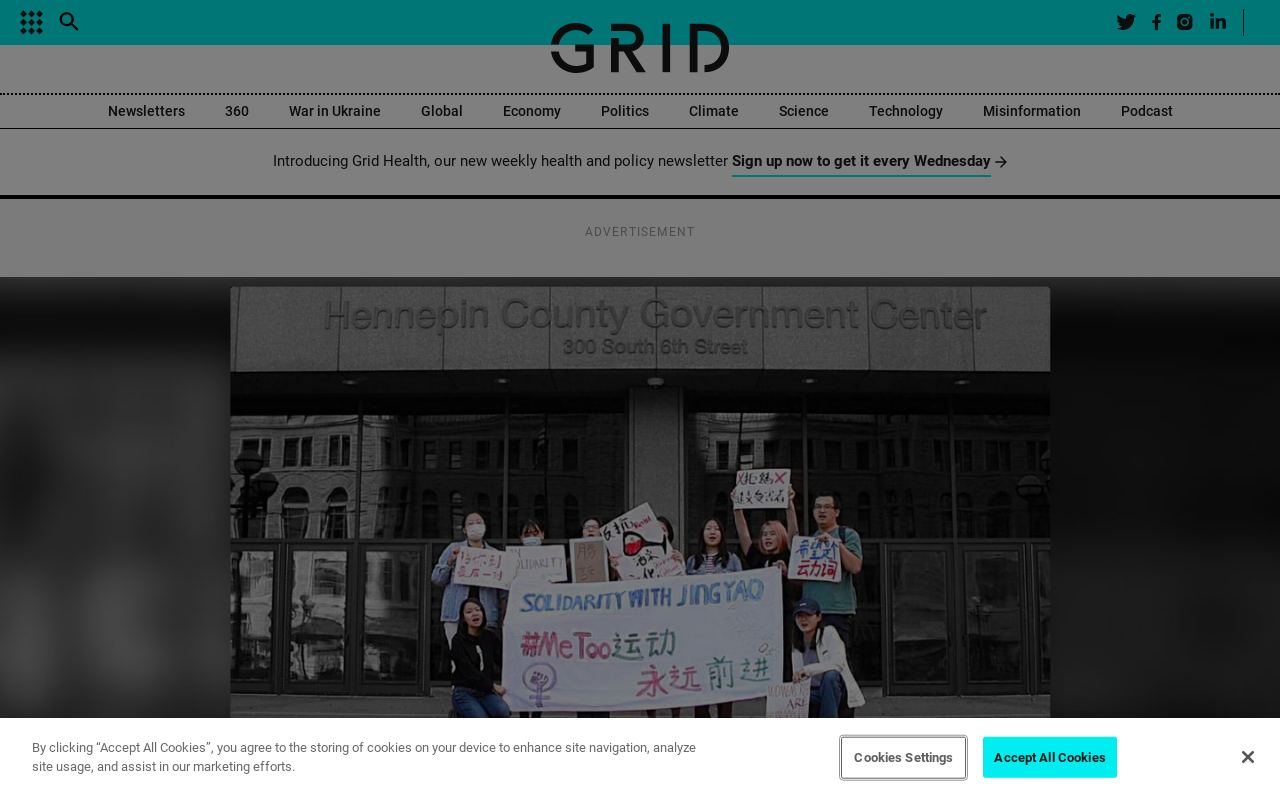 GRID
Newsletters 360 War in Ukraine Global Economy Politics Climate Science Technology Misinformation Podcast
Introducing Grid Health, our new weekly health and policy newsletter Sign up now to get it every Wednesday
ADVERTISEMENT
Hennepin County Government Center
300 South 6th Street
SOLIDARITY
SOLIDARITY WITH JINGYAO
#MeToo运动
永远前进
By clicking “Accept All Cookies”, you agree to the storing of cookies on your device to enhance site navigation, analyze
site usage, and assist in our marketing efforts.
Cookies Settings
Accept All Cookies